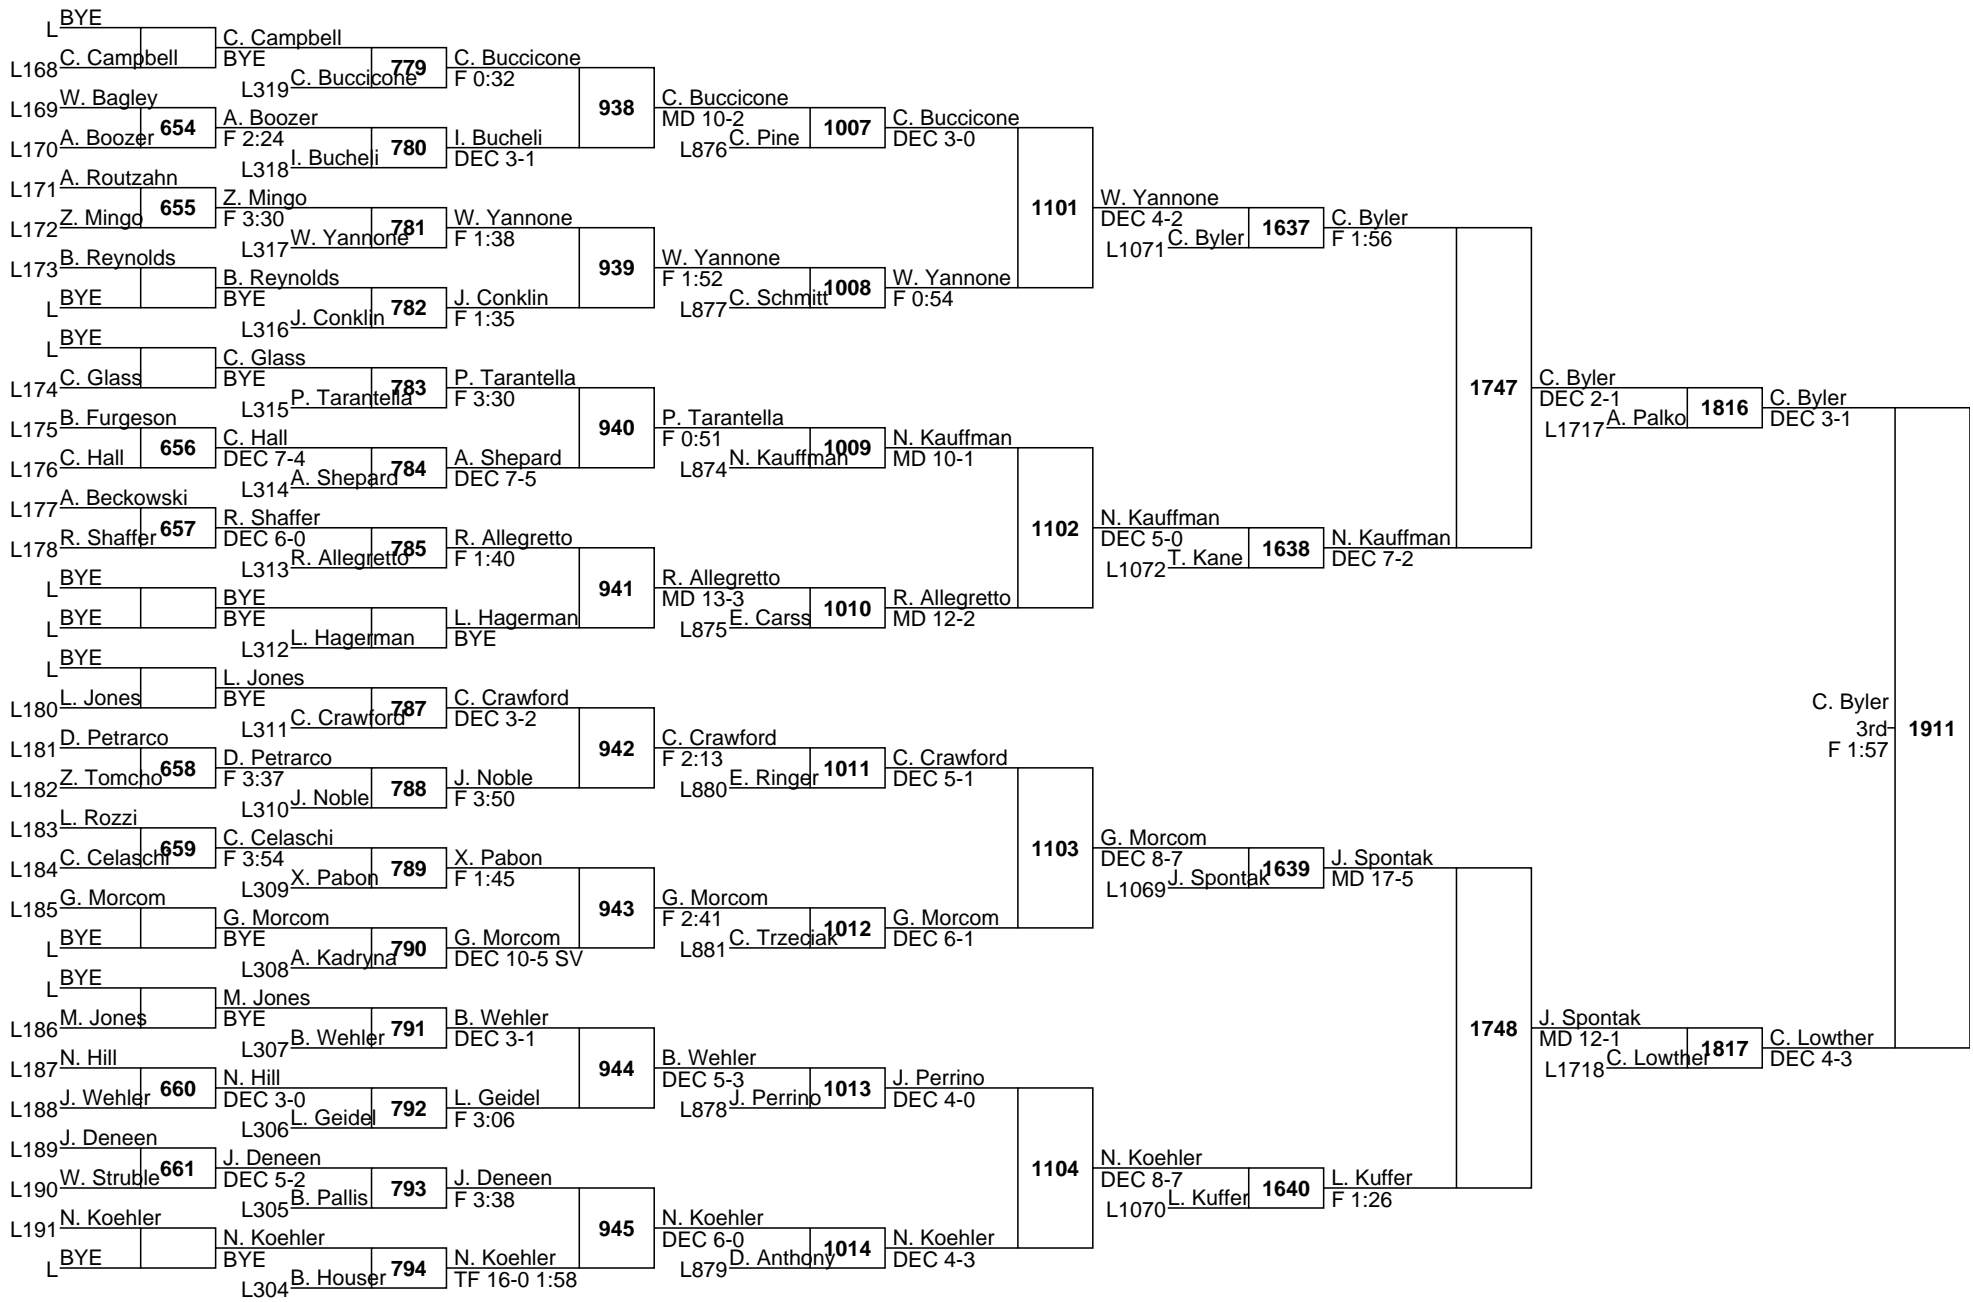 BYE
L
C. Campbell
L168
W. Bagley
L169
654
A. Boozer
L170
A. Routzahn
L171
655
Z. Mingo
L172
B. Reynolds
L173
BYE
L
BYE
L
C. Glass
L174
B. Furgeson
L175
656
C. Hall
L176
A. Beckowski
L177
657
R. Shaffer
L178
BYE
L
BYE
L
BYE
L
L. Jones
L180
D. Petrarco
L181
658
Z. Tomcho
L182
L. Rozzi
L183
659
C. Celaschi
L184
G. Morcom
L185
BYE
L
BYE
L
M. Jones
L186
N. Hill
L187
660
J. Wehler
L188
J. Deneen
L189
661
W. Struble
L190
N. Koehler
L191
BYE
L
C. Campbell
BYE
779
C. Buccicone
L319
A. Boozer
F 2:24
780
I. Bucheli
L318
Z. Mingo
F 3:30
781
W. Yannone
L317
B. Reynolds
BYE
782
J. Conklin
L316
C. Glass
BYE
783
P. Tarantella
L315
C. Hall
DEC 7-4
784
A. Shepard
L314
R. Shaffer
DEC 6-0
785
R. Allegretto
L313
BYE
BYE
L. Hagerman
L312
L. Jones
BYE
787
C. Crawford
L311
D. Petrarco
F 3:37
788
J. Noble
L310
C. Celaschi
F 3:54
789
X. Pabon
L309
G. Morcom
BYE
790
A. Kadryna
L308
M. Jones
BYE
791
B. Wehler
L307
N. Hill
DEC 3-0
792
L. Geidel
L306
J. Deneen
DEC 5-2
793
B. Pallis
L305
N. Koehler
BYE
794
B. Houser
L304
C. Buccicone
F 0:32
938
I. Bucheli
DEC 3-1
W. Yannone
F 1:38
939
J. Conklin
F 1:35
P. Tarantella
F 3:30
940
A. Shepard
DEC 7-5
R. Allegretto
F 1:40
941
L. Hagerman
BYE
C. Crawford
DEC 3-2
942
J. Noble
F 3:50
X. Pabon
F 1:45
943
G. Morcom
DEC 10-5 SV
B. Wehler
DEC 3-1
944
L. Geidel
F 3:06
J. Deneen
F 3:38
945
N. Koehler
TF 16-0 1:58
C. Buccicone
MD 10-2
1007
C. Pine
L876
W. Yannone
F 1:52
1008
C. Schmitt
L877
P. Tarantella
F 0:51
1009
N. Kauffman
L874
R. Allegretto
MD 13-3
1010
E. Carss
L875
C. Crawford
F 2:13
1011
E. Ringer
L880
G. Morcom
F 2:41
1012
C. Trzeciak
L881
B. Wehler
DEC 5-3
1013
J. Perrino
L878
N. Koehler
DEC 6-0
1014
D. Anthony
L879
C. Buccicone
DEC 3-0
1101
W. Yannone
F 0:54
N. Kauffman
MD 10-1
1102
R. Allegretto
MD 12-2
C. Crawford
DEC 5-1
1103
G. Morcom
DEC 6-1
J. Perrino
DEC 4-0
1104
N. Koehler
DEC 4-3
W. Yannone
DEC 4-2
1637
C. Byler
L1071
N. Kauffman
DEC 5-0
1638
T. Kane
L1072
G. Morcom
DEC 8-7
1639
J. Spontak
L1069
N. Koehler
DEC 8-7
1640
L. Kuffer
L1070
C. Byler
F 1:56
1747
N. Kauffman
DEC 7-2
J. Spontak
MD 17-5
1748
L. Kuffer
F 1:26
C. Byler
DEC 2-1
1816
A. Palko
L1717
J. Spontak
MD 12-1
1817
C. Lowther
L1718
C. Byler
DEC 3-1
C. Byler
3rd
F 1:57
1911
C. Lowther
DEC 4-3